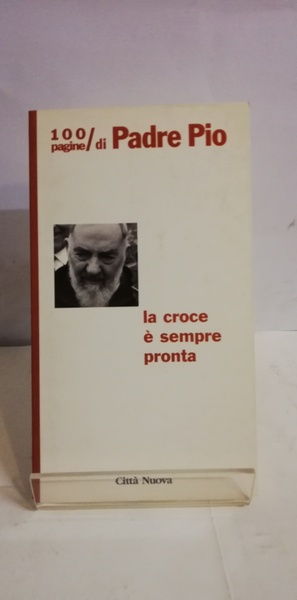 100/di Padre Pio
pagine
la croce
è sempre
pronta
Città Nuova